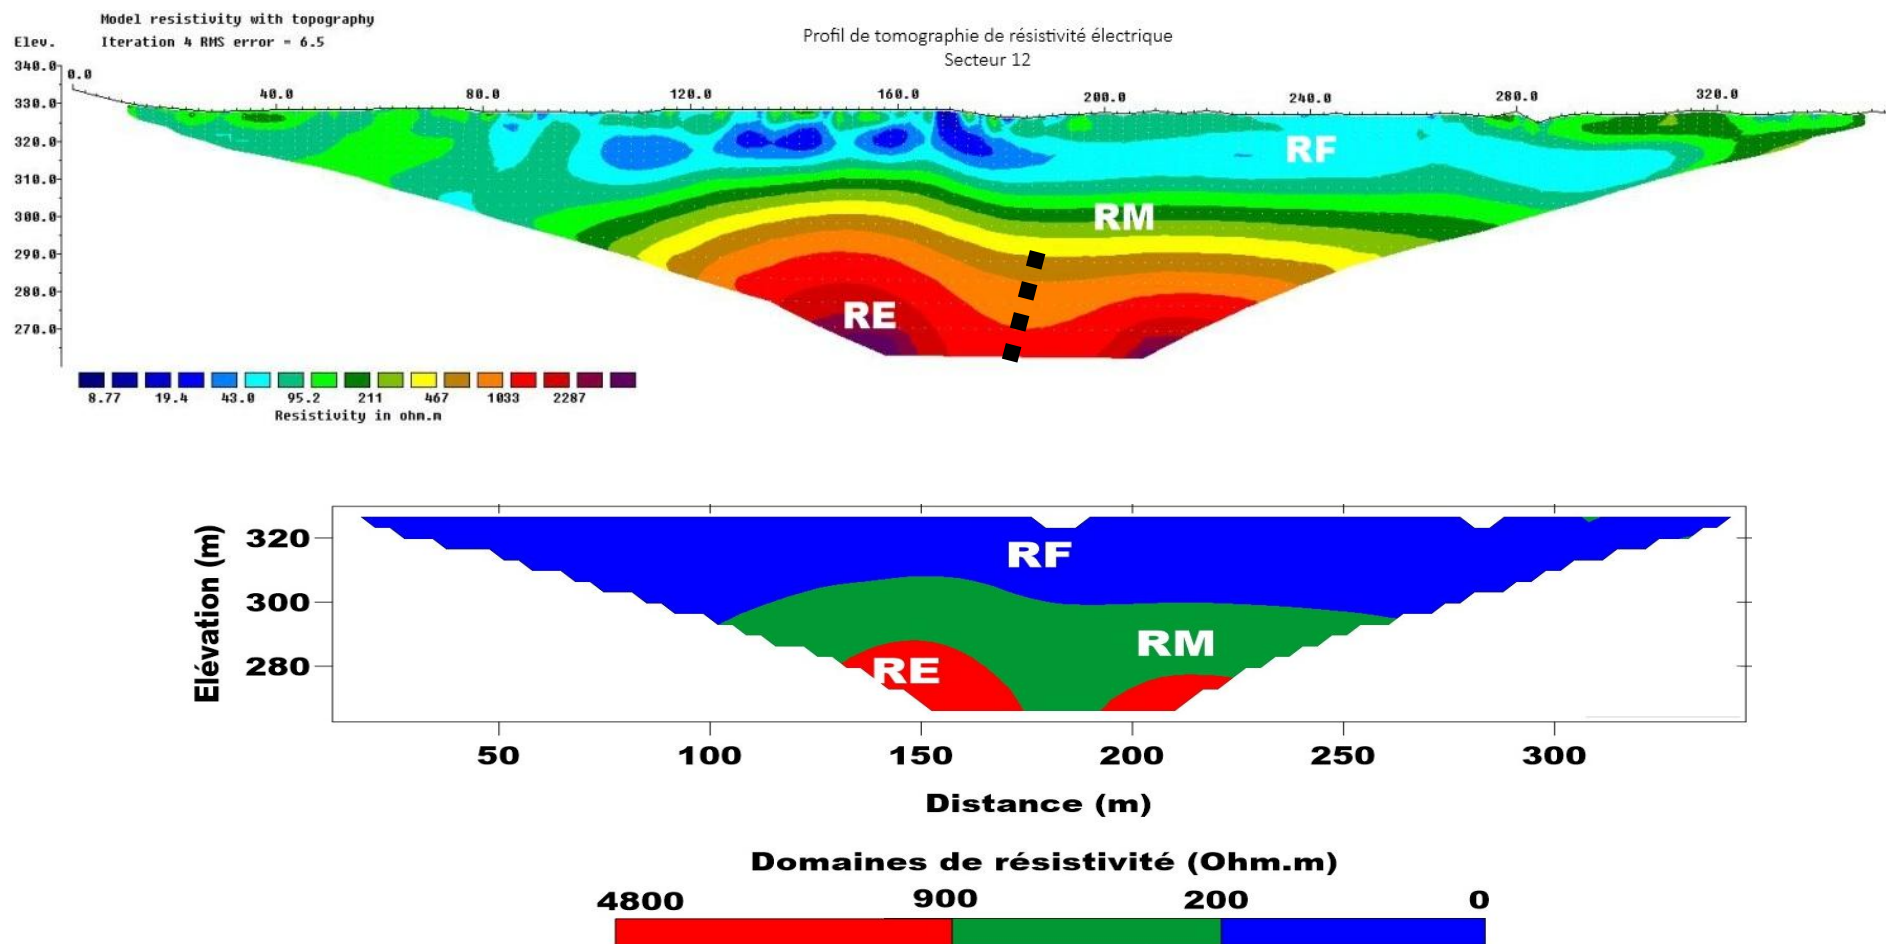 Model resistivity with topography
Iteration 4 RMS error = 6.5
Profil de tomographie de résistivité électrique
Secteur 12
Elev.
340.0
0.0
330.0
40.0 80.0 120.0 160.0 200.0 240.0 280.0 320.0
320.0
RF
310.0
300.0
RM
290.0
280.0
RE
270.0
8.77 19.4 43.0 95.2 211 467 1033 2287
Resistivity in ohm.m
Elévation (m)
320
RF
300
RM
280
RE
50 100 150 200 250 300
Distance (m)
Domaines de résistivité (Ohm.m)
4800 900 200 0